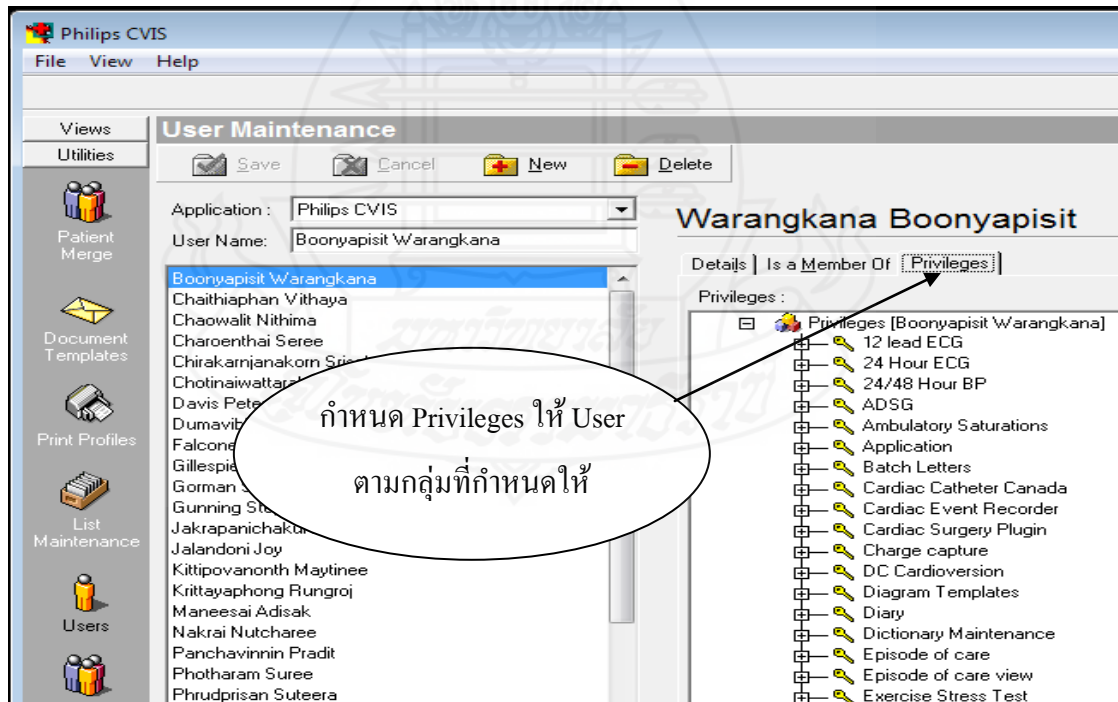 Philips CVIS
File View Help
Views
Utilities
Patient
Merge
Document
Templates
Print Profiles
List
Maintenance
Users
User Maintenance
Save Cancel New Delete
Application : Philips CVIS
User Name: Boonyapisit Warangkana
Boonyapisit Warangkana
Chaithiaphan Vithaya
Chaowalit Nithima
Charoenthai Seree
Chirakarnjanakorn
Davis
Gorman
Gunning
Jalandoni Joy
Kittipovanonth Maytinee
Krittayaphong Rungroj
Maneesai Adisak
Nakrai Nutcharee
Panchavinnin Pradit
Photharam Suree
Phrudprisan Suteera
กำหนด Privileges ให้ User
ตามกลุ่มที่กำหนดให้
Warangkana Boonyapisit
Details Is a Member Of Privileges
Privileges :
Privileges [Boonyapisit Warangkana]
12 lead ECG
24 Hour ECG
24/48 Hour BP
ADSG
Ambulatory Saturations
Application
Batch Letters
Cardiac Catheter Canada
Cardiac Event Recorder
Cardiac Surgery Plugin
Charge capture
DC Cardioversion
Diagram Templates
Diary
Dictionary Maintenance
Episode of care
Episode of care view
Exercise Stress Test